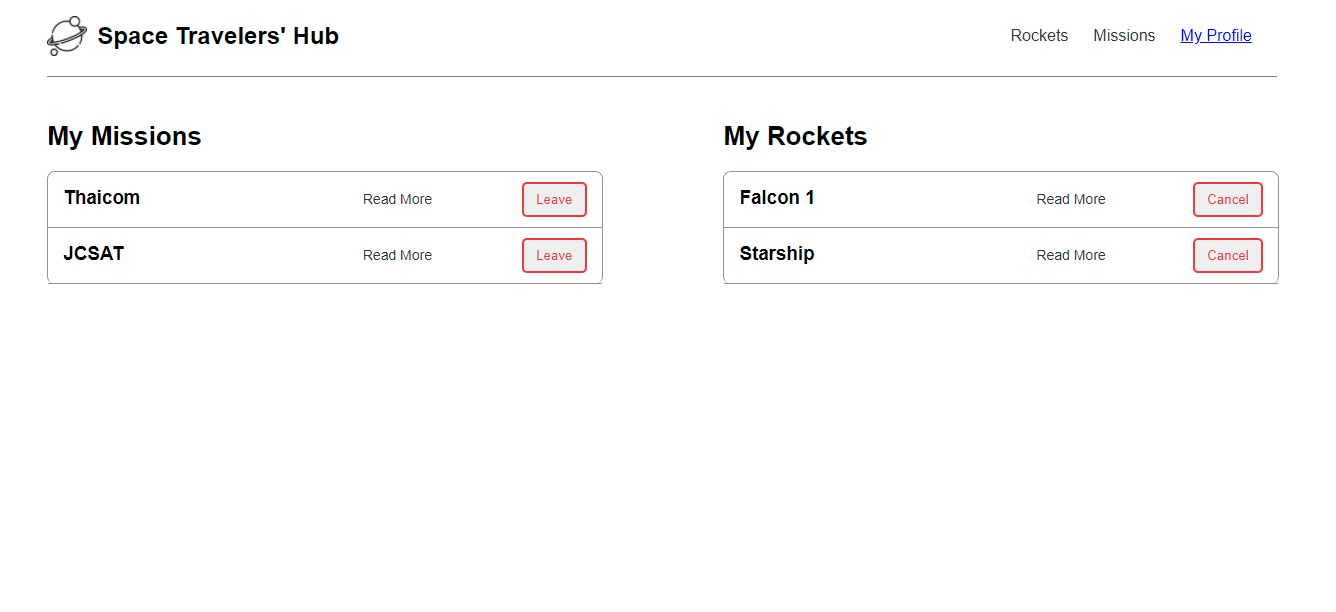 Space Travelers' Hub
Rockets Missions My Profile
My Missions
Thaicom Read More Leave
JCSAT Read More Leave
My Rockets
Falcon 1 Read More Cancel
Starship Read More Cancel